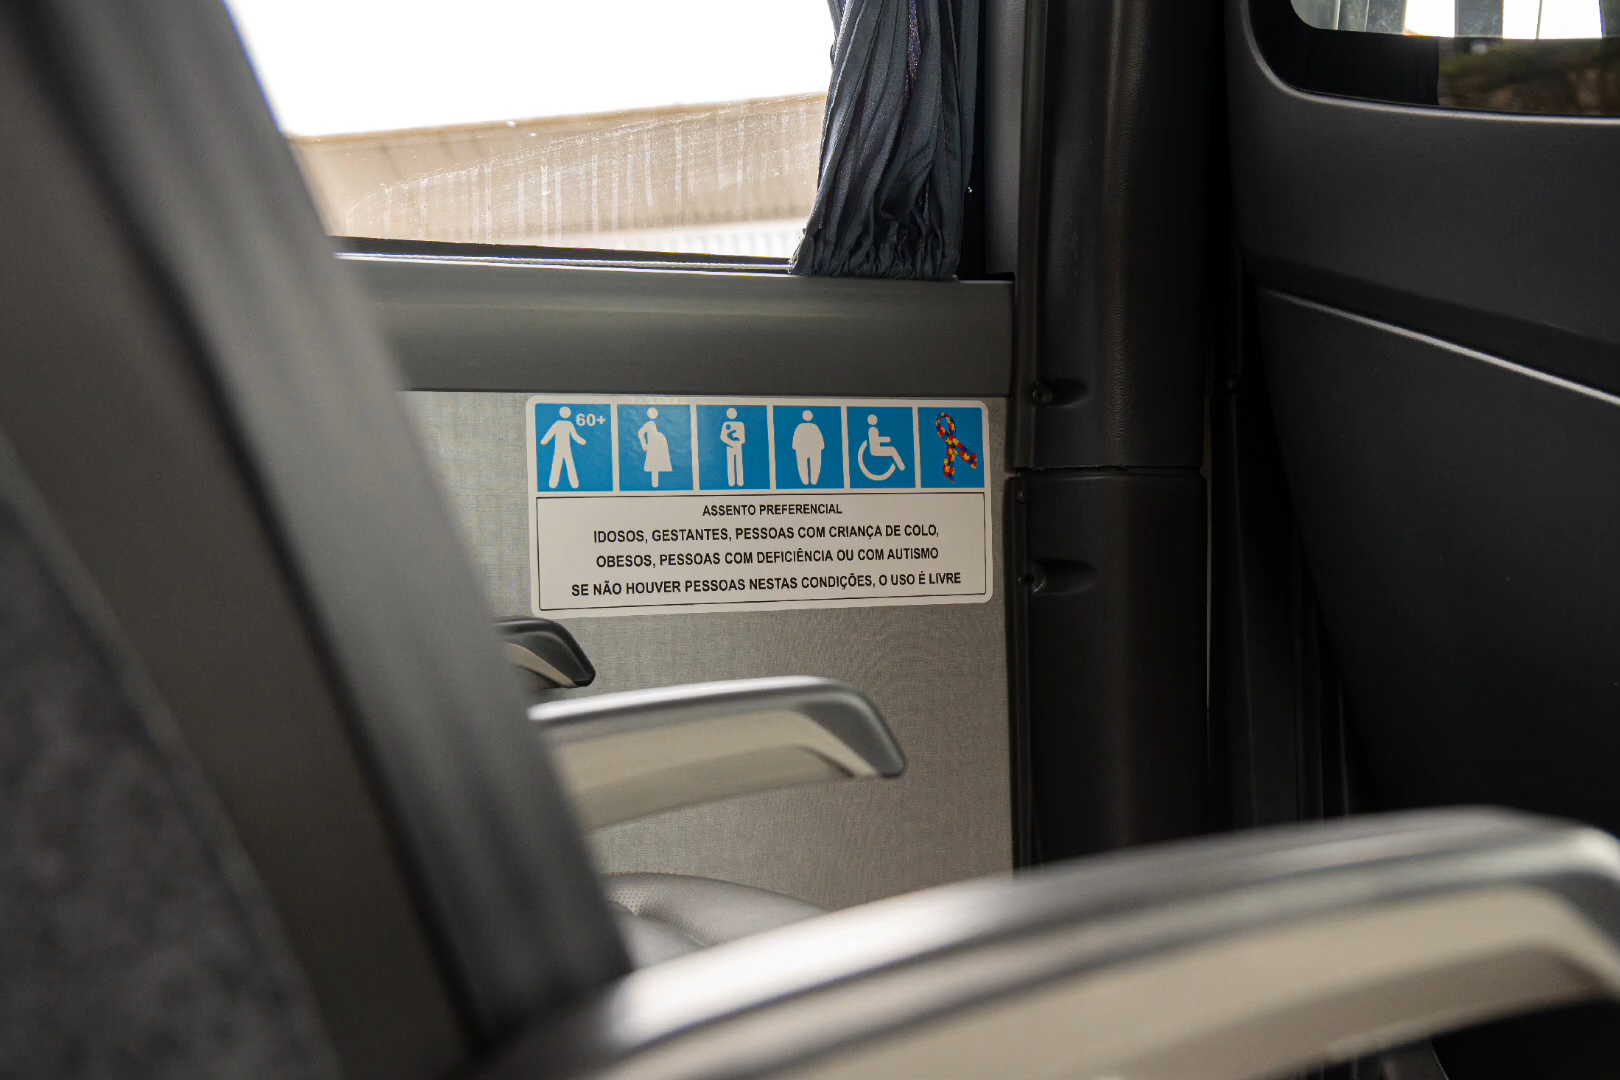 60+
ASSENTO PREFERENCIAL
IDOSOS, GESTANTES, PESSOAS COM CRIANÇA DE COLO,
OBESOS, PESSOAS COM DEFICIÊNCIA OU COM AUTISMO
SE NÃO HOUVER PESSOAS NESTAS CONDIÇÕES, O USO É LIVRE